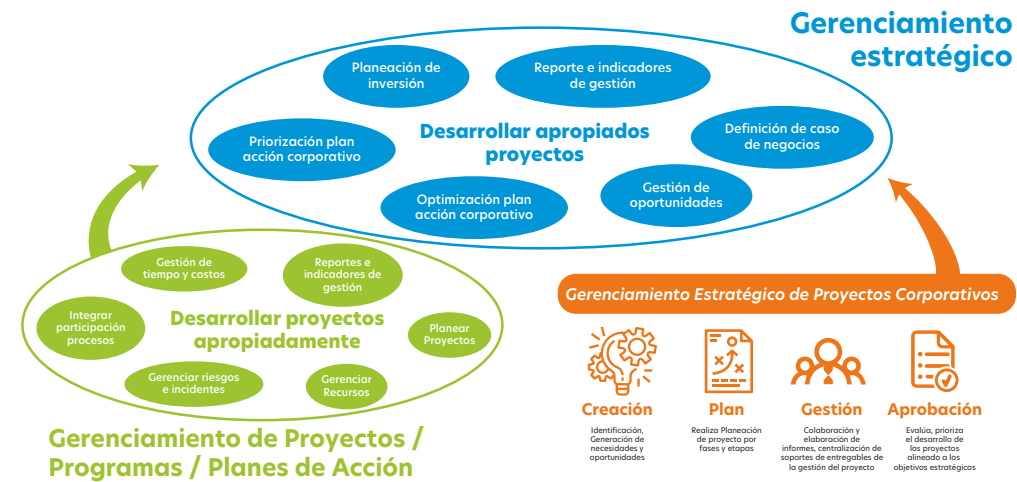 Gerenciamiento
estratégico
Planeación de
inversión
Reporte e indicadores
de gestión
Priorización plan
acción corporativo
Desarrollar apropiados
proyectos
Definición de caso
de negocios
Optimización plan
acción corporativo
Gestión de
oportunidades
Gestión de
tiempo y costos
Reportes e
indicadores de
gestión
Integrar
participación
procesos
Desarrollar proyectos
apropiadamente
Planear
Proyectos
Gerenciar riesgos
e incidentes
Gerenciar
Recursos
Gerenciamiento de Proyectos /
Programas / Planes de Acción
Gerenciamiento Estratégico de Proyectos Corporativos
Creación
Identificación,
Generación de
necesidades y
oportunidades
Plan
Realiza Planeación
de proyecto por
fases y etapas
Gestión
Colaboración y
elaboración de
informes, centralización de
soportes de entregables de
la gestión del proyecto
Aprobación
Evalúa, prioriza
el desarrollo de
los proyectos
alineado a los
objetivos estratégicos